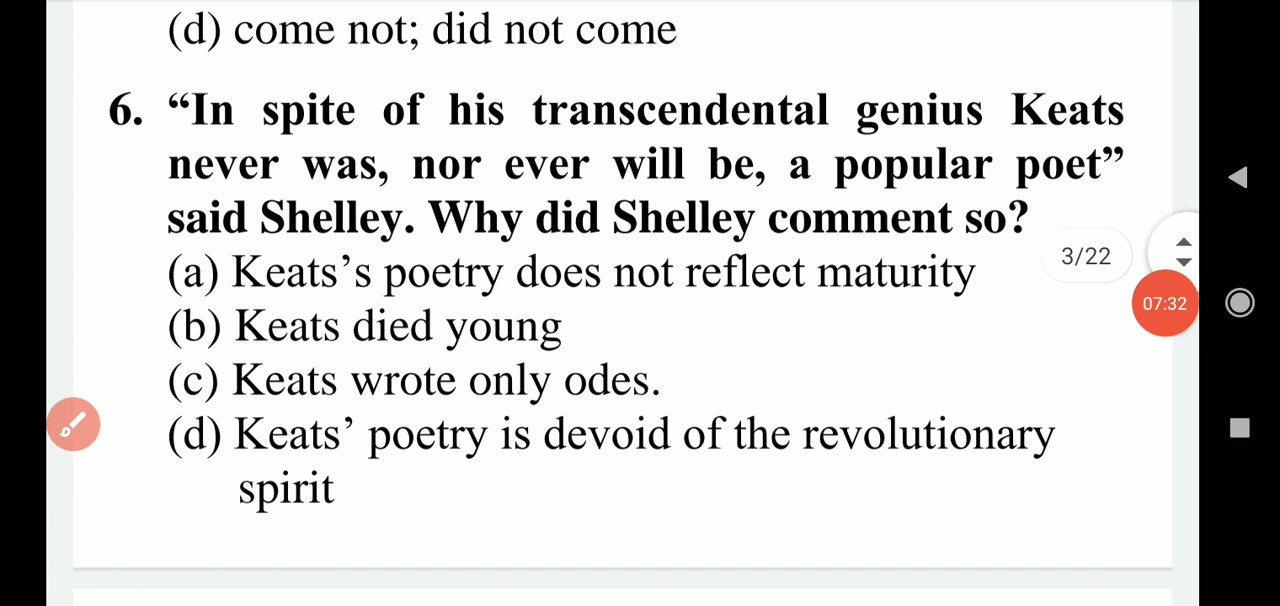 (d) come not; did not come
6. “In spite of his transcendental genius Keats
never was, nor ever will be, a popular poet”
said Shelley. Why did Shelley comment so?
(a) Keats’s poetry does not reflect maturity
(b) Keats died young
(c) Keats wrote only odes.
(d) Keats’ poetry is devoid of the revolutionary
spirit
3/22
07:32